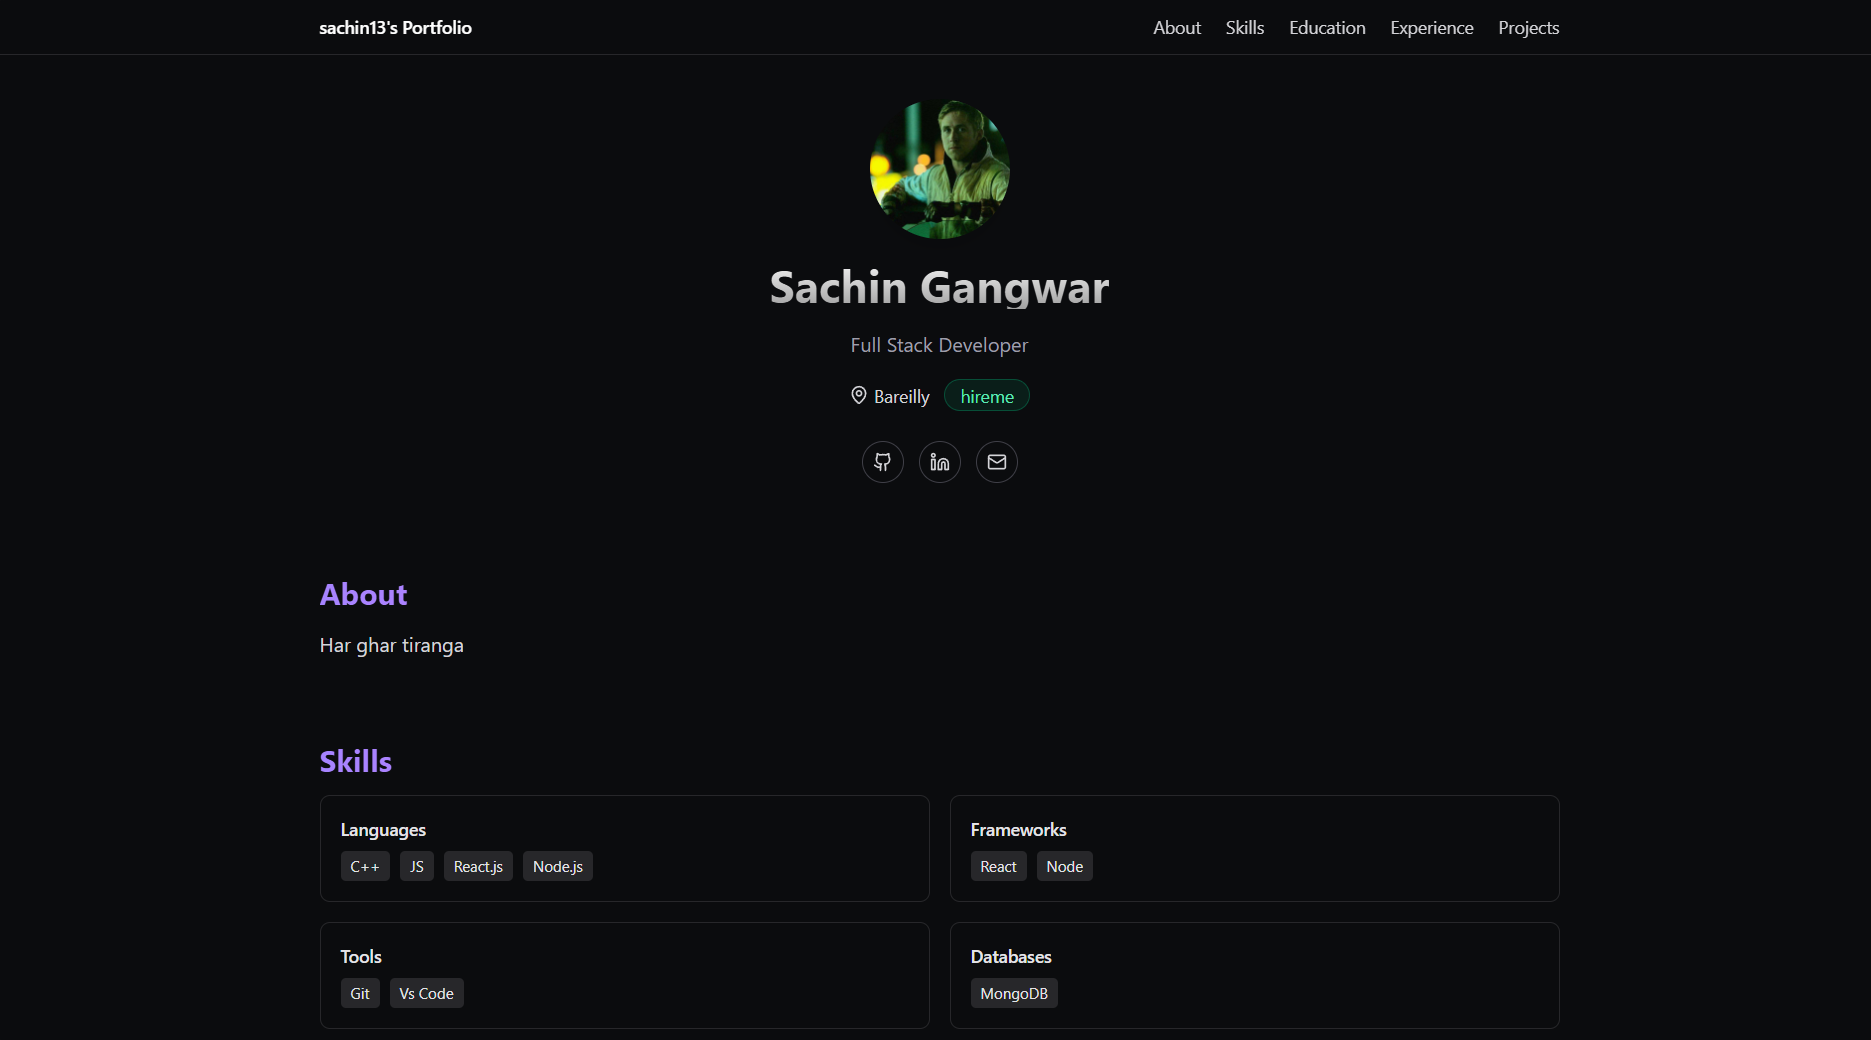 sachin13's Portfolio
About Skills Education Experience Projects
Sachin Gangwar
Full Stack Developer
Bareilly hireme
in
About
Har ghar tiranga
Skills
Languages
C++ JS React.js Node.js
Frameworks
React Node
Tools
Git Vs Code
Databases
MongoDB